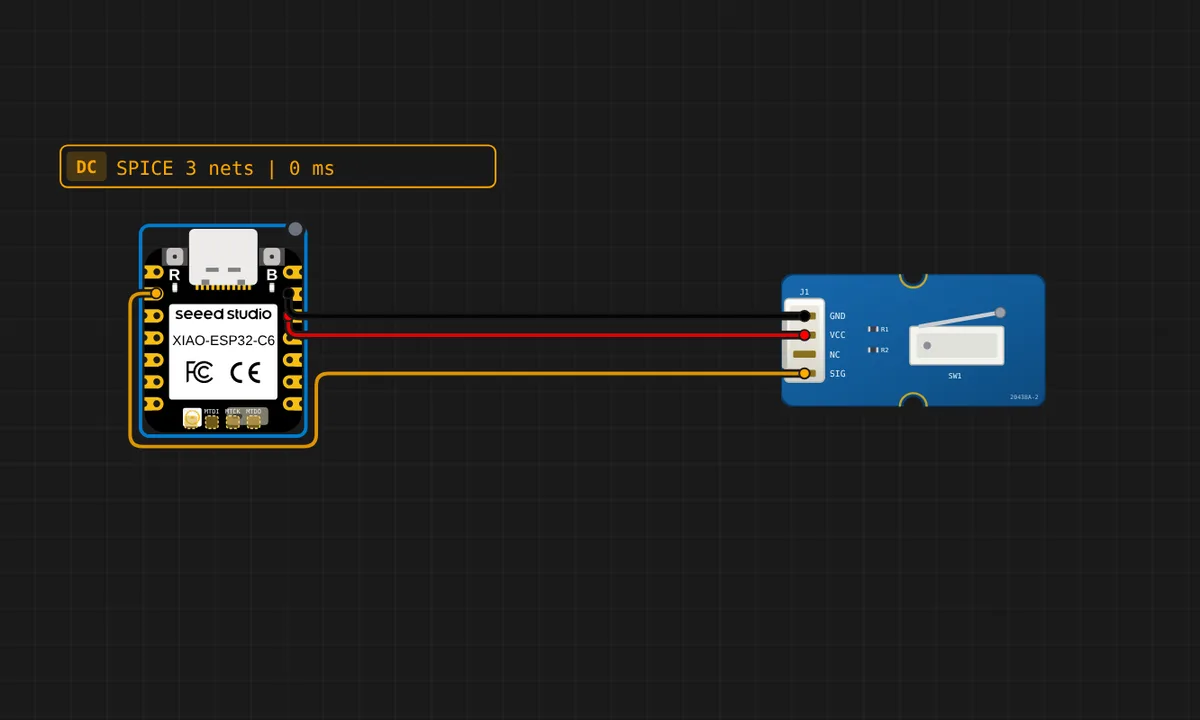 DC SPICE 3 nets | 0 ms
R B
seeed studio
XIAO-ESP32-C6
FC CE
MTDI MTCK MTDO
J1
GND
VCC
NC
SIG
R1
R2
SW1
20430A-2